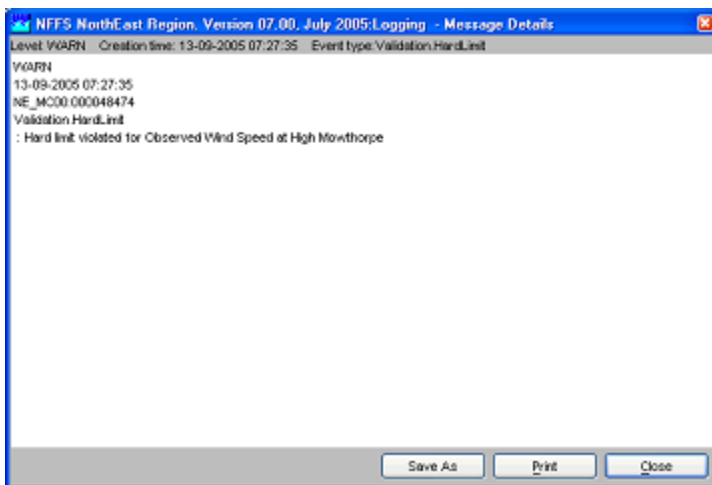 NFFS NorthEast Region. Version 07.00, July 2005:Logging - Message Details
Level: WARN Creation time: 13-09-2005 07:27:35 Event type:Validation.HardLimit
WARN
13-09-2005 07:27:35
NE_MC00:000048474
Validation.HardLimit
: Hard limit violated for Observed Wind Speed at High Mowthorpe
Save As Print Close